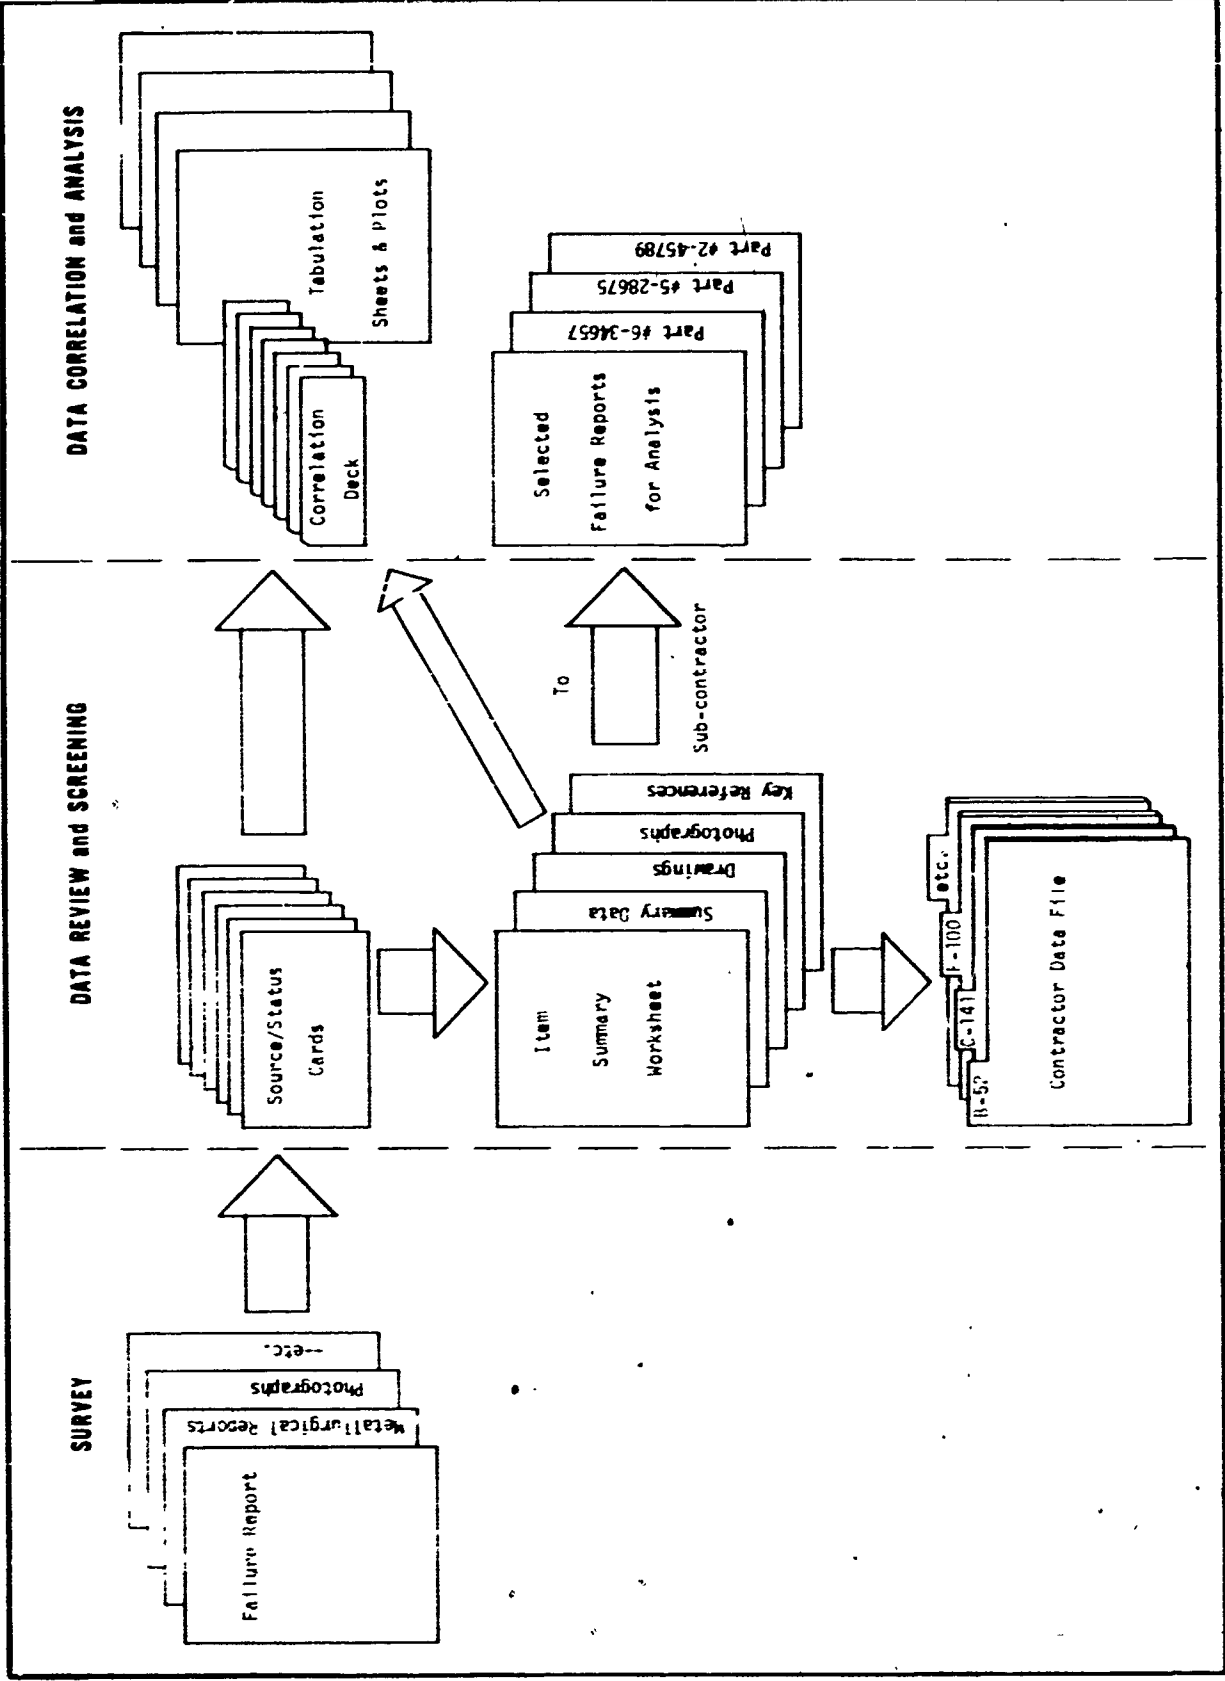 SURVEY
DATA REVIEW and SCREENING
DATA CORRELATION and ANALYSIS
Failure Report
Metallurgical Reports
Photographs
--etc.
Source/Status
Cards
Item
Summary
Worksheet
Summary Data
Drawings
Photographs
Key References
B-52
C-141
F-100
etc.
Contractor Data File
To
Sub-contractor
Correlation
Deck
Tabulation
Sheets & Plots
Selected
Failure Reports
for Analysis
Part #6-34657
Part #5-28675
Part #2-45789